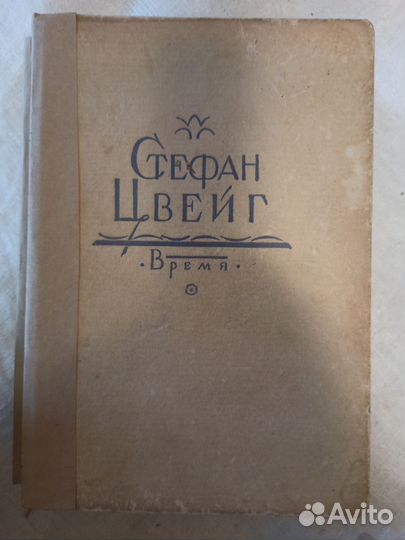 Стефан
Цвейг
·Время·
Avito